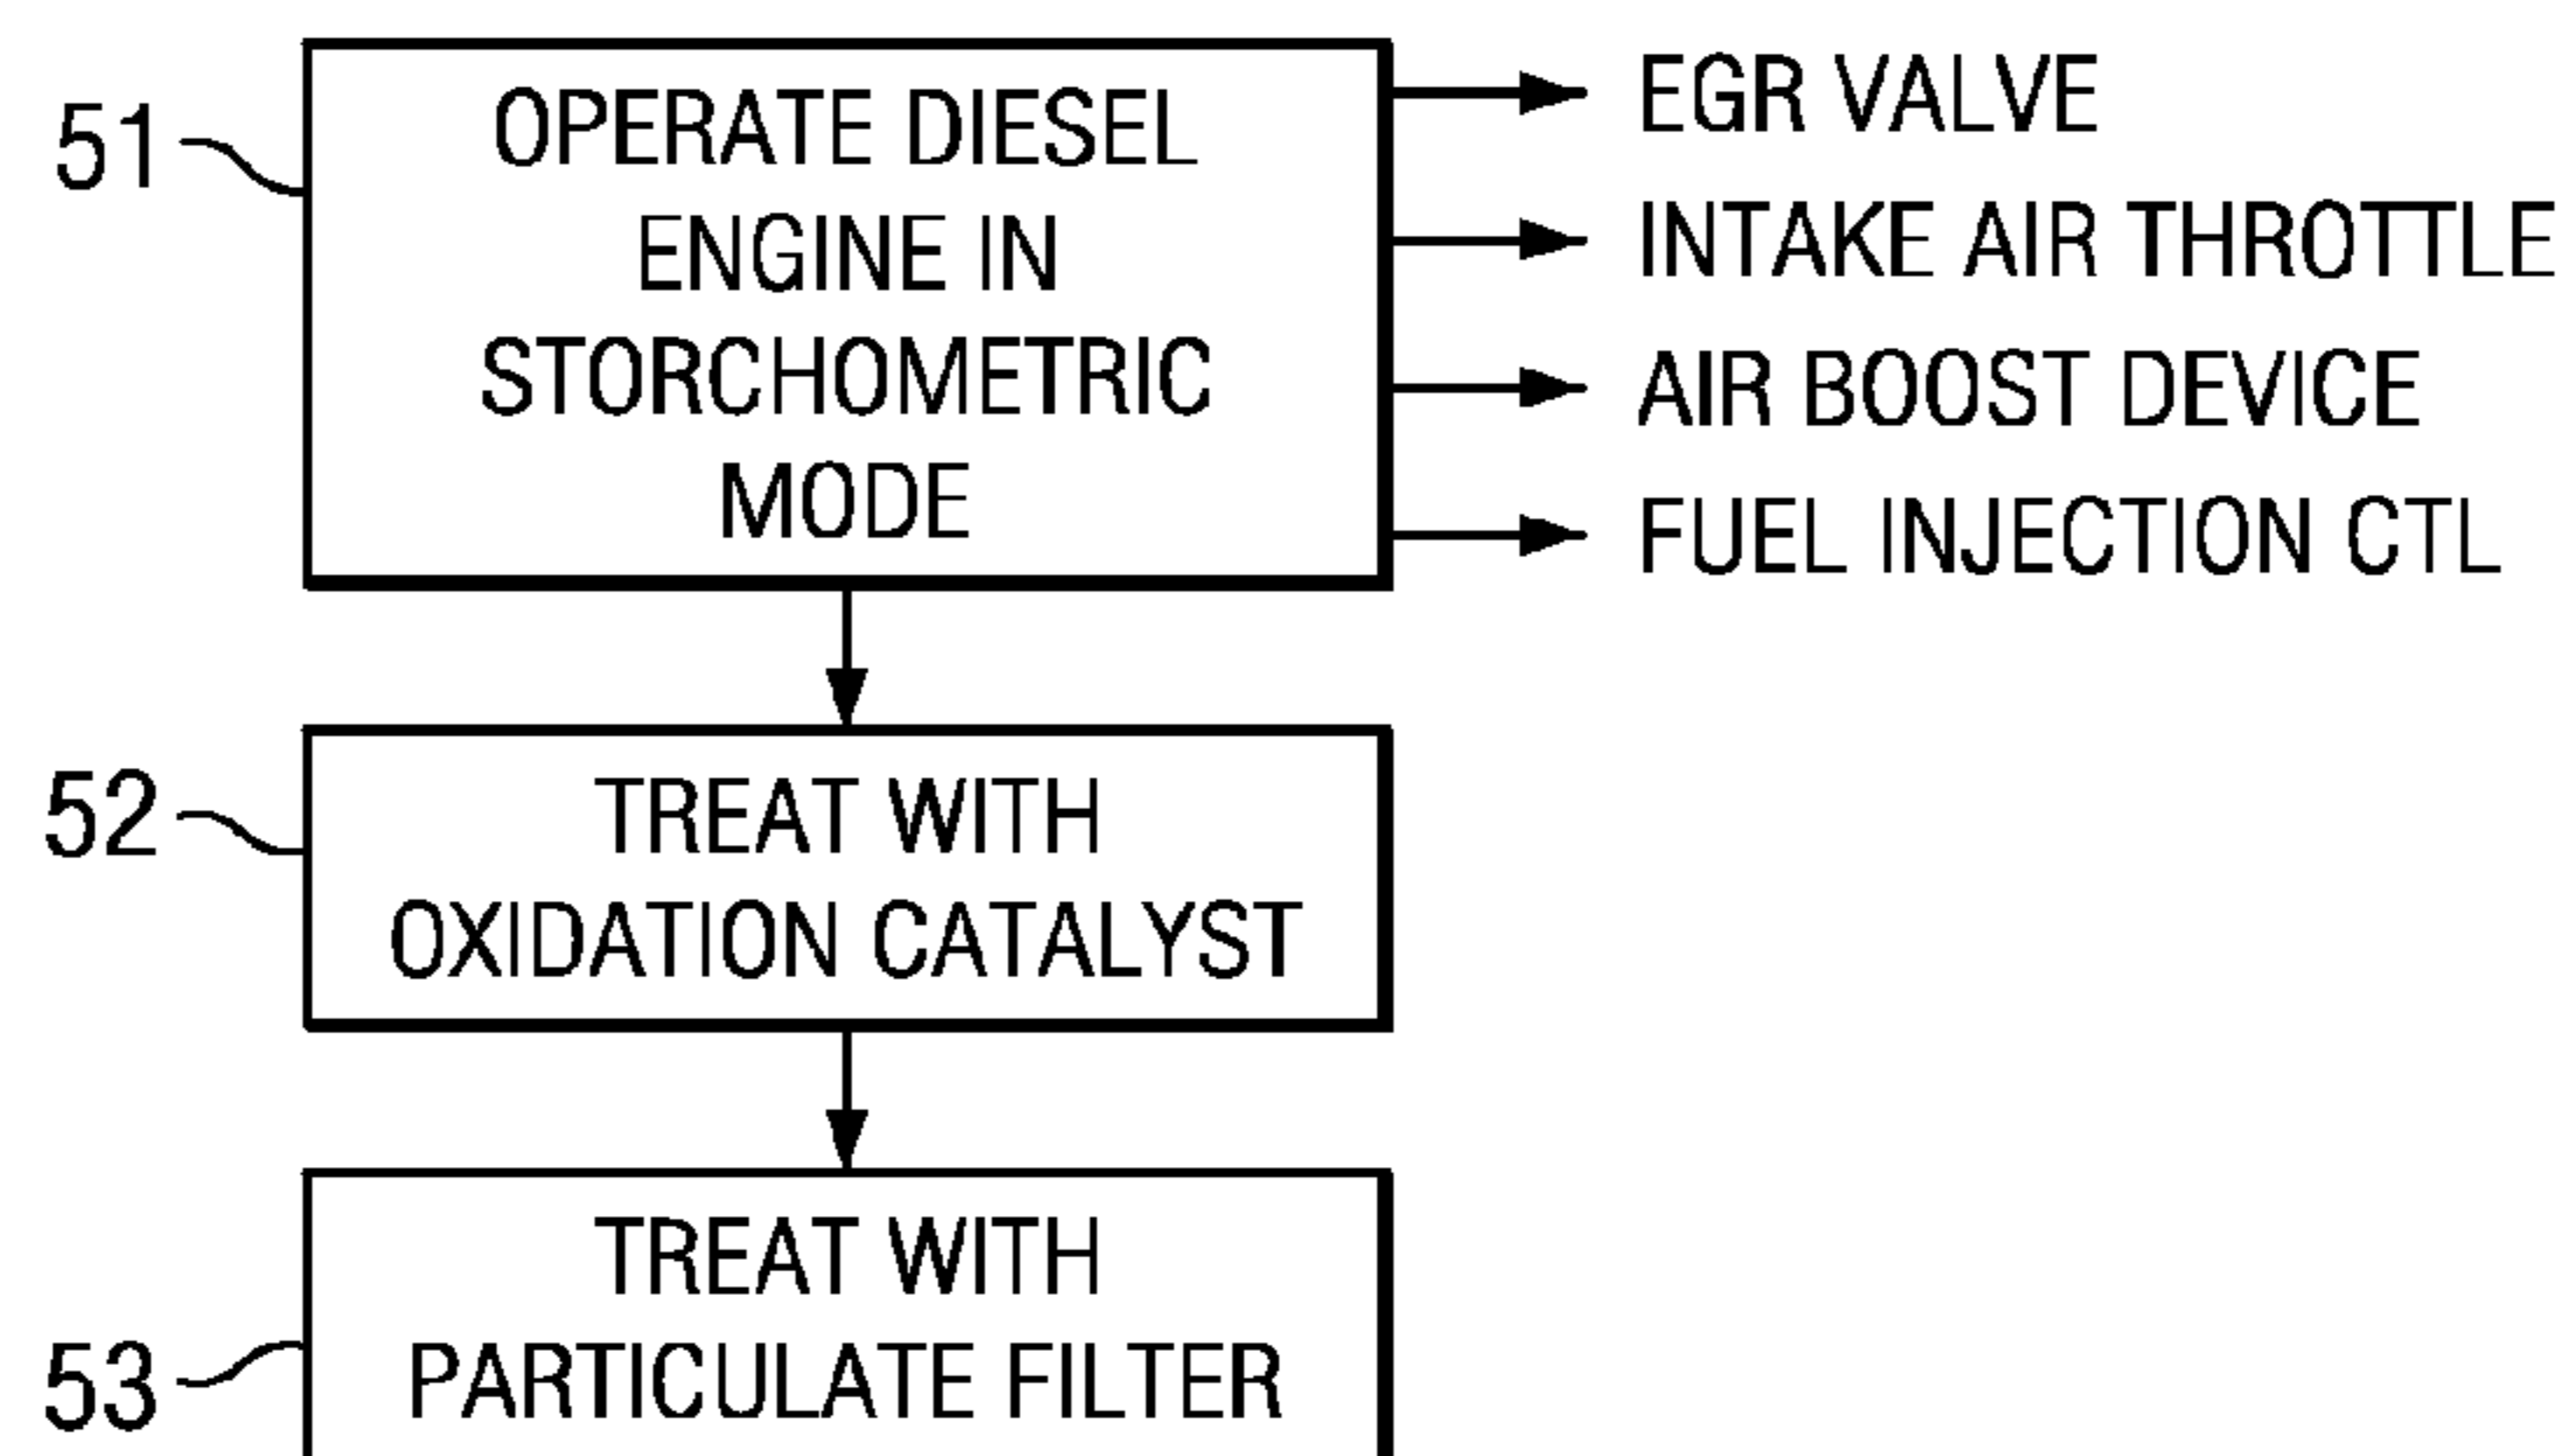 51
OPERATE DIESEL
ENGINE IN
STORCHOMETRIC
MODE
EGR VALVE
INTAKE AIR THROTTLE
AIR BOOST DEVICE
FUEL INJECTION CTL
52
TREAT WITH
OXIDATION CATALYST
53
TREAT WITH
PARTICULATE FILTER